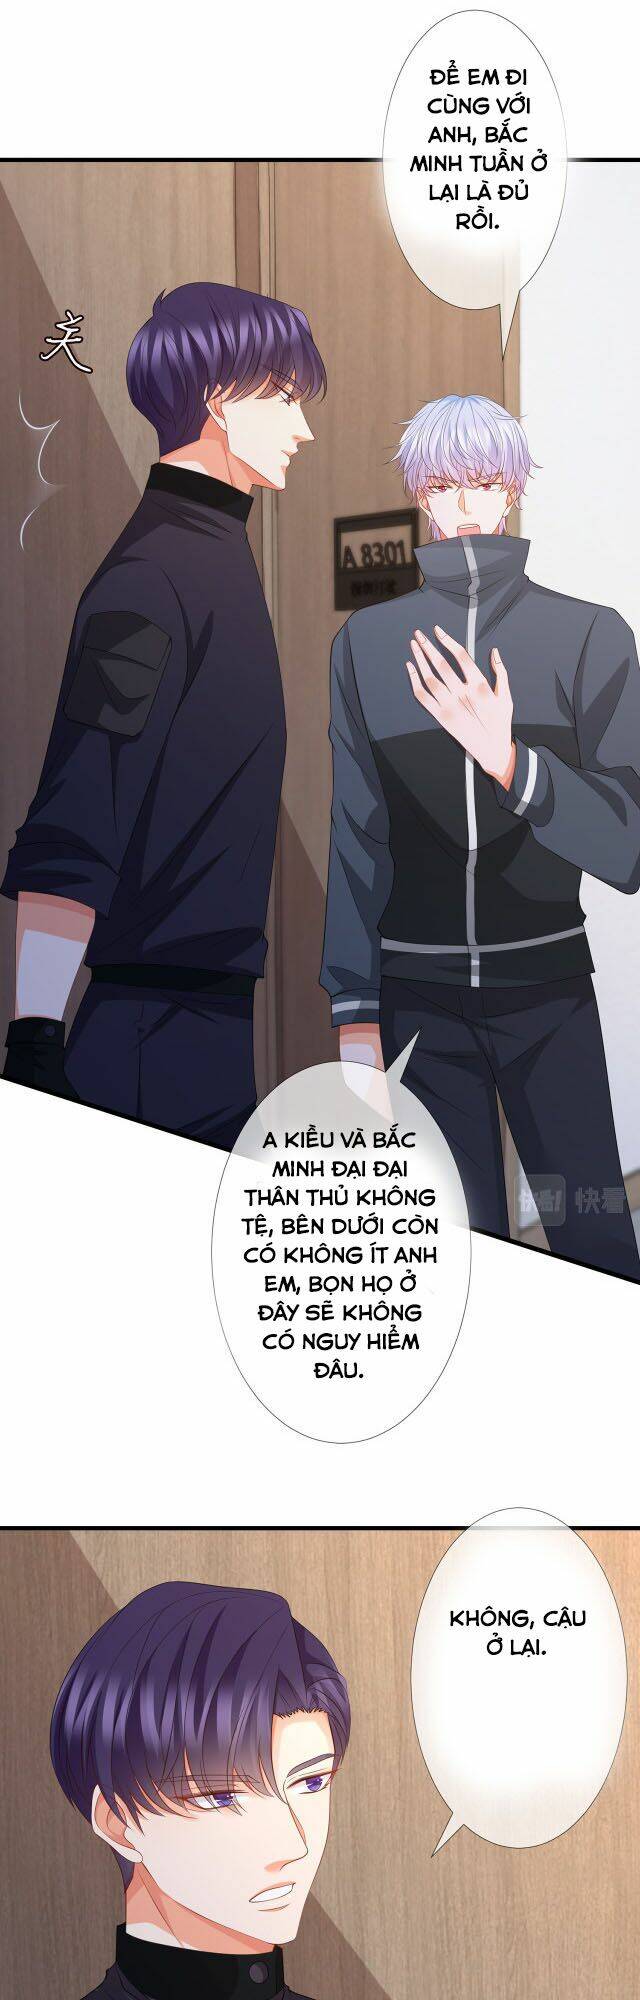 ĐỂ EM ĐI
CÙNG VỚI
ANH, BẮC
MINH TUẦN Ở
LẠI LÀ ĐỦ
RỒI.
A 8301
A KIỀU VÀ BẮC
MINH ĐẠI ĐẠI
THÂN THỦ KHÔNG
TỆ, BÊN DƯỚI CÒN
CÓ KHÔNG ÍT ANH
EM, BỌN HỌ Ở
ĐÂY SẼ KHÔNG
CÓ NGUY HIỂM
ĐÂU.
快看
KHÔNG, CẬU
Ở LẠI.